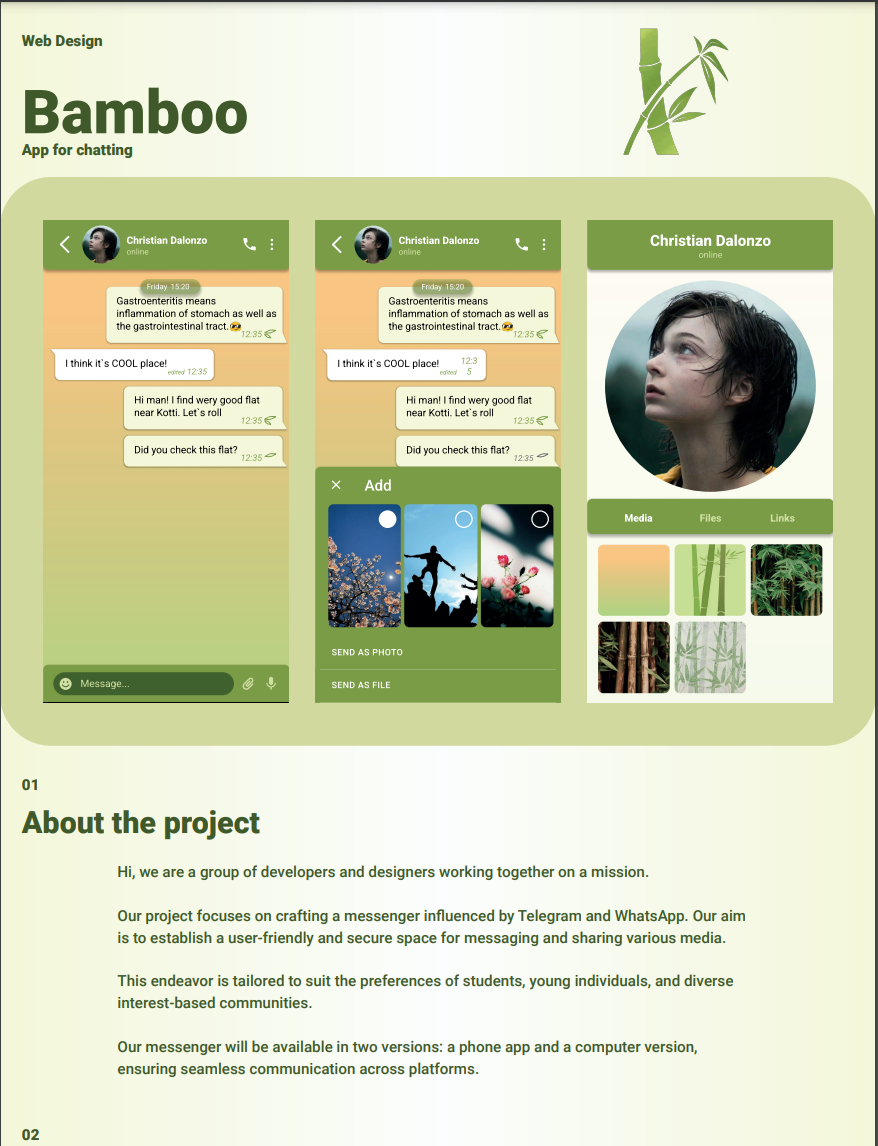 Web Design
Bamboo
App for chatting
Christian Dalonzo
online
Friday 15:20
Gastroenteritis means
inflammation of stomach as well as
the gastrointestinal tract.😎
12:35
I think it`s COOL place!
edited 12:35
Hi man! I find wery good flat
near Kotti. Let`s roll
12:35
Did you check this flat?
12:35
Message...
Christian Dalonzo
online
Friday 15:20
Gastroenteritis means
inflammation of stomach as well as
the gastrointestinal tract.😎
12:35
I think it`s COOL place!
edited
12:3
5
Hi man! I find wery good flat
near Kotti. Let`s roll
12:35
Did you check this flat?
12:35
Add
SEND AS PHOTO
SEND AS FILE
Christian Dalonzo
online
Media Files Links
01
About the project
Hi, we are a group of developers and designers working together on a mission.
Our project focuses on crafting a messenger influenced by Telegram and WhatsApp. Our aim
is to establish a user-friendly and secure space for messaging and sharing various media.
This endeavor is tailored to suit the preferences of students, young individuals, and diverse
interest-based communities.
Our messenger will be available in two versions: a phone app and a computer version,
ensuring seamless communication across platforms.
02